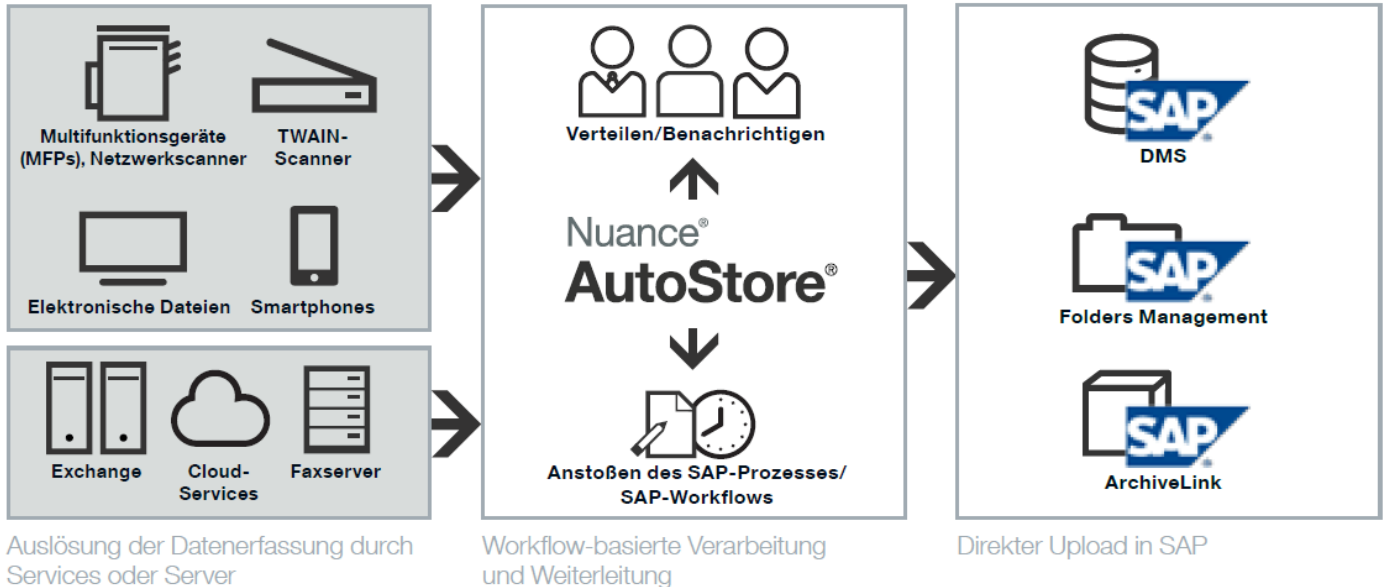 Multifunktionsgeräte
(MFPs), Netzwerkscanner
TWAIN-
Scanner
Elektronische Dateien
Smartphones
Exchange
Cloud-
Services
Faxserver
Auslösung der Datenerfassung durch
Services oder Server
Verteilen/Benachrichtigen
Nuance®
AutoStore®
Anstoßen des SAP-Prozesses/
SAP-Workflows
Workflow-basierte Verarbeitung
und Weiterleitung
SAP
DMS
SAP
Folders Management
SAP
ArchiveLink
Direkter Upload in SAP